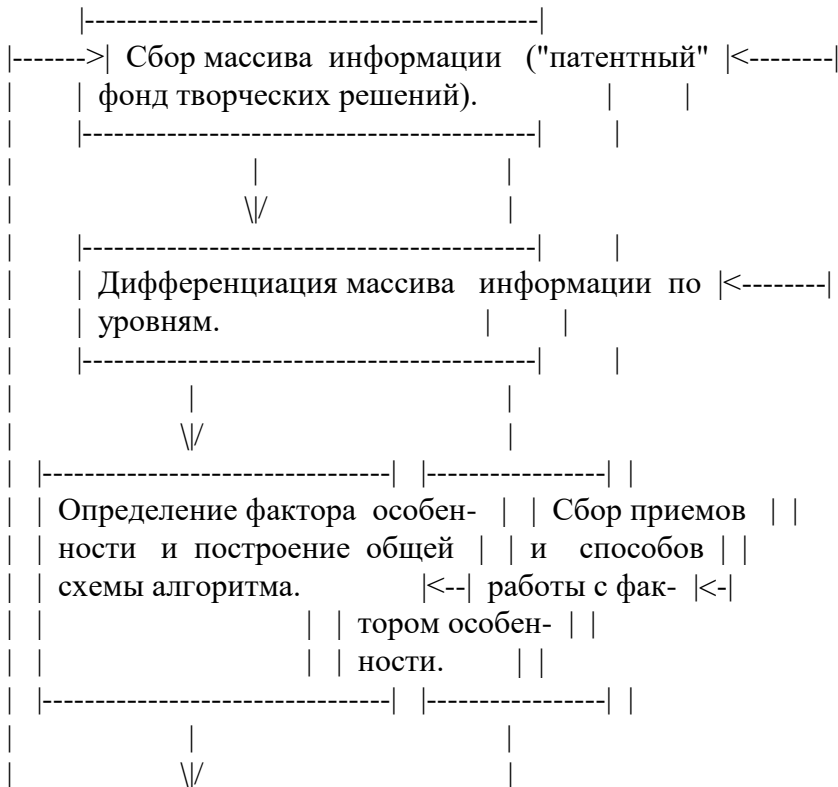 Сбор массива информации ("патентный"
фонд творческих решений).
Дифференциация массива информации по
уровням.
Определение фактора особен-
ности и построение общей
схемы алгоритма.
Сбор приемов
и способов
работы с фак-
тором особен-
ности.